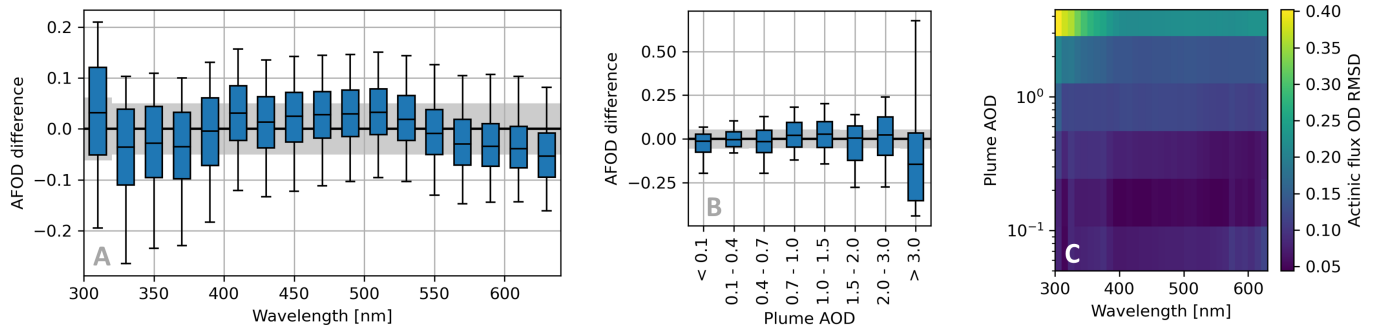 0.2
0.1
0.0
−0.1
−0.2
AFOD difference
A
300
350
400
450
500
550
600
Wavelength [nm]
0.50
0.25
0.00
−0.25
AFOD difference
B
< 0.1
0.1 - 0.4
0.4 - 0.7
0.7 - 1.0
1.0 - 1.5
1.5 - 2.0
2.0 - 3.0
> 3.0
Plume AOD
10⁰
10⁻¹
Plume AOD
C
300
400
500
600
Wavelength [nm]
0.40
0.35
0.30
0.25
0.20
0.15
0.10
0.05
Actinic flux OD RMSD